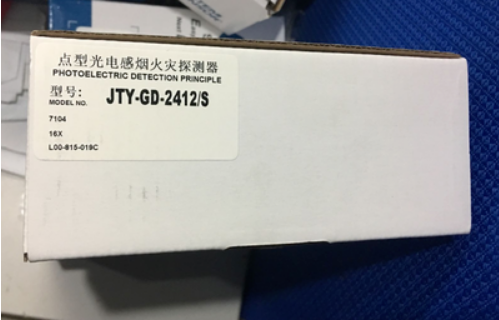 点型光电感烟火灾探测器
PHOTOELECTRIC DETECTION PRINCIPLE
型号:
MODEL NO. JTY-GD-2412/S
7104
16X
L00-815-019C